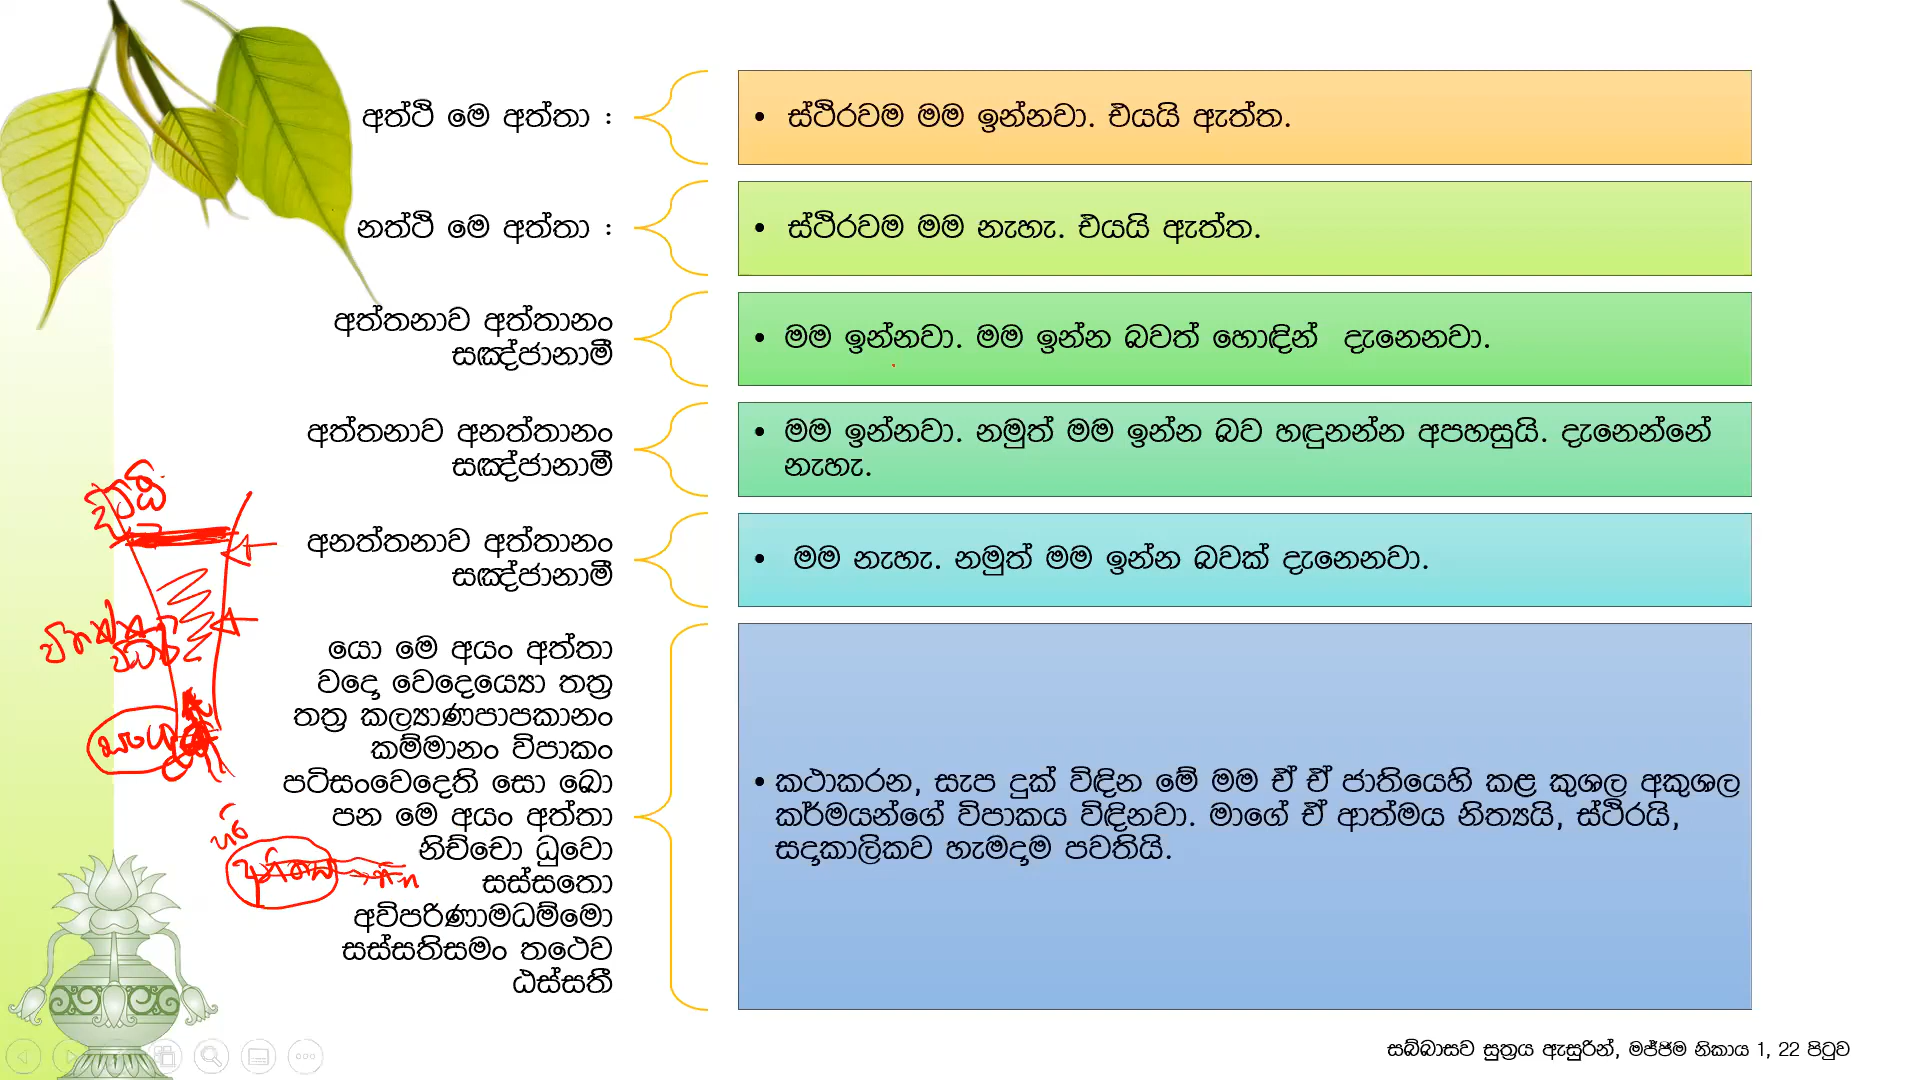 අත්ථි මෙ අත්තා :
• ස්ථිරවම මම ඉන්නවා. එයයි ඇත්ත.
නත්ථි මෙ අත්තා :
• ස්ථිරවම මම නැහැ. එයයි ඇත්ත.
අත්තනාව අත්තානං
සඤ්ජානාමී
• මම ඉන්නවා. මම ඉන්න බවත් හොඳින් දැනෙනවා.
අත්තනාව අනත්තානං
සඤ්ජානාමී
• මම ඉන්නවා. නමුත් මම ඉන්න බව හඳුනන්න අපහසුයි. දැනෙන්නේ
නැහැ.
අනත්තනාව අත්තානං
සඤ්ජානාමී
• මම නැහැ. නමුත් මම ඉන්න බවක් දැනෙනවා.
යො මෙ අයං අත්තා
වදො වෙදෙය්‍යො තත්‍ර
තත්‍ර කල්‍යාණපාපකානං
කම්මානං විපාකං
පටිසංවෙදෙති සො ඛො
පන මෙ අයං අත්තා
නිච්චො ධුවො
සස්සතො
අවිපරිණාමධම්මො
සස්සතිසමං තථෙව
ඨස්සතී
• කථාකරන, සැප දුක් විඳින මේ මම ඒ ඒ ජාතියෙහි කළ කුශල අකුශල
කර්මයන්ගේ විපාකය විඳිනවා. මාගේ ඒ ආත්මය නිත්‍යයි, ස්ථිරයි,
සදාකාලිකව හැමදාම පවතියි.
සබ්බාසව සුත්‍රය ඇසුරින්, මජ්ජිම නිකාය 1, 22 පිටුව